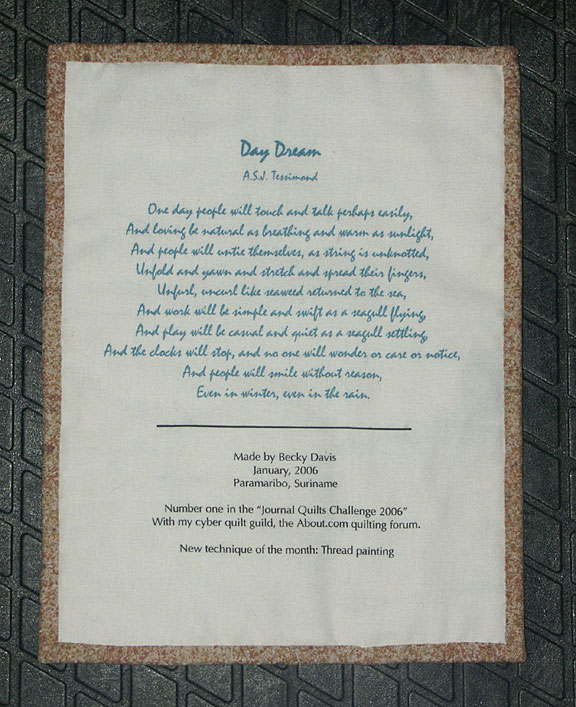 Day Dream
A.S.J. Tessimond
One day people will touch and talk perhaps easily,
And loving be natural as breathing and warm as sunlight,
And people will untie themselves, as string is unknotted,
Unfold and yawn and stretch and spread their fingers,
Unfurl, uncurl like seaweed returned to the sea,
And work will be simple and swift as a seagull flying,
And play will be casual and quiet as a seagull settling,
And the clocks will stop, and no one will wonder or care or notice,
And people will smile without reason,
Even in winter, even in the rain.
Made by Becky Davis
January, 2006
Paramaribo, Suriname
Number one in the "Journal Quilts Challenge 2006"
With my cyber quilt guild, the About.com quilting forum.
New technique of the month: Thread painting